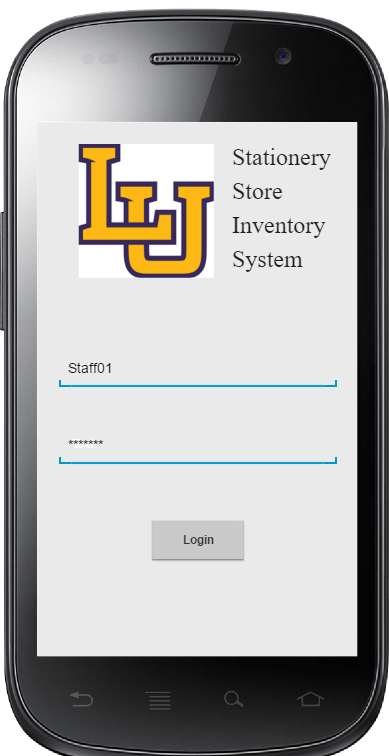 LU
Stationery
Store
Inventory
System
Staff01
*******
Login